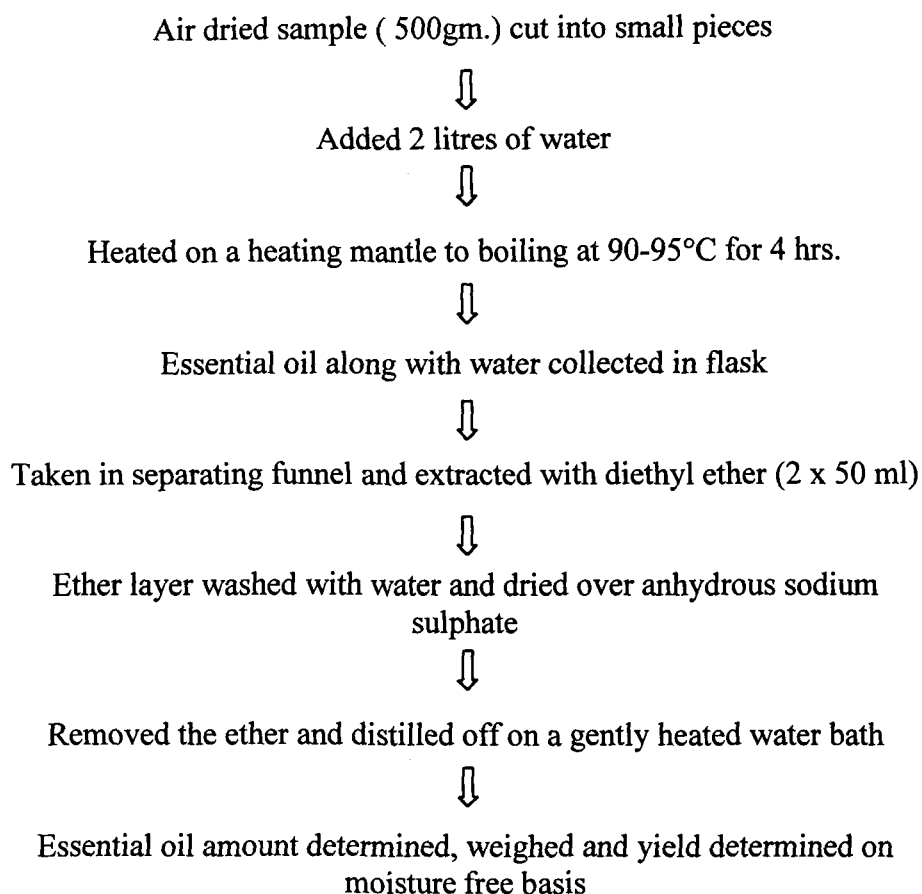 Air dried sample ( 500gm.) cut into small pieces
Added 2 litres of water
Heated on a heating mantle to boiling at 90-95°C for 4 hrs.
Essential oil along with water collected in flask
Taken in separating funnel and extracted with diethyl ether (2 x 50 ml)
Ether layer washed with water and dried over anhydrous sodium
sulphate
Removed the ether and distilled off on a gently heated water bath
Essential oil amount determined, weighed and yield determined on
moisture free basis